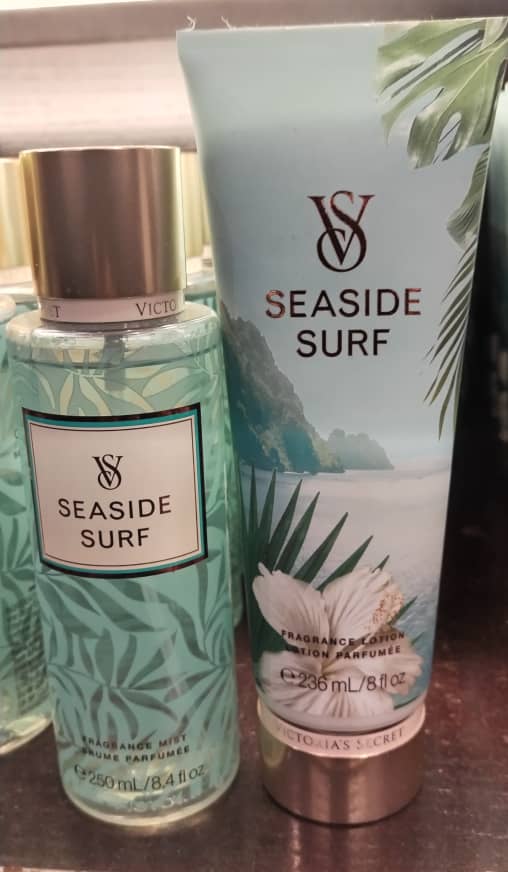 VICTO
VS
SEASIDE
SURF
FRAGRANCE MIST
BRUME PARFUMÉE
℮250 mL/8.4 fl oz
VS
SEASIDE
SURF
FRAGRANCE LOTION
LOTION PARFUMÉE
℮236 mL/8 fl oz
VICTORIA'S SECRET